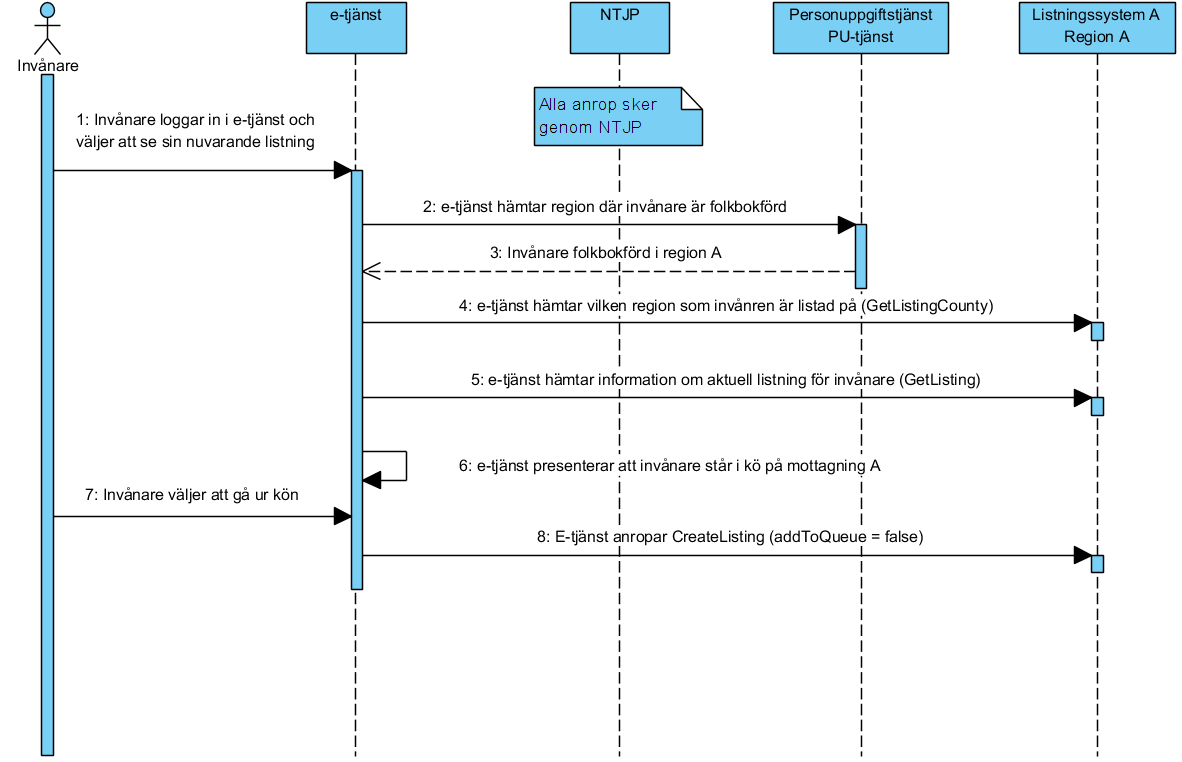 Invånare
e-tjänst
NTJP
Personuppgiftstjänst
PU-tjänst
Listningssystem A
Region A
Alla anrop sker
genom NTJP
1: Invånare loggar in i e-tjänst och
väljer att se sin nuvarande listning
2: e-tjänst hämtar region där invånare är folkbokförd
3: Invånare folkbokförd i region A
4: e-tjänst hämtar vilken region som invånren är listad på (GetListingCounty)
5: e-tjänst hämtar information om aktuell listning för invånare (GetListing)
6: e-tjänst presenterar att invånare står i kö på mottagning A
7: Invånare väljer att gå ur kön
8: E-tjänst anropar CreateListing (addToQueue = false)